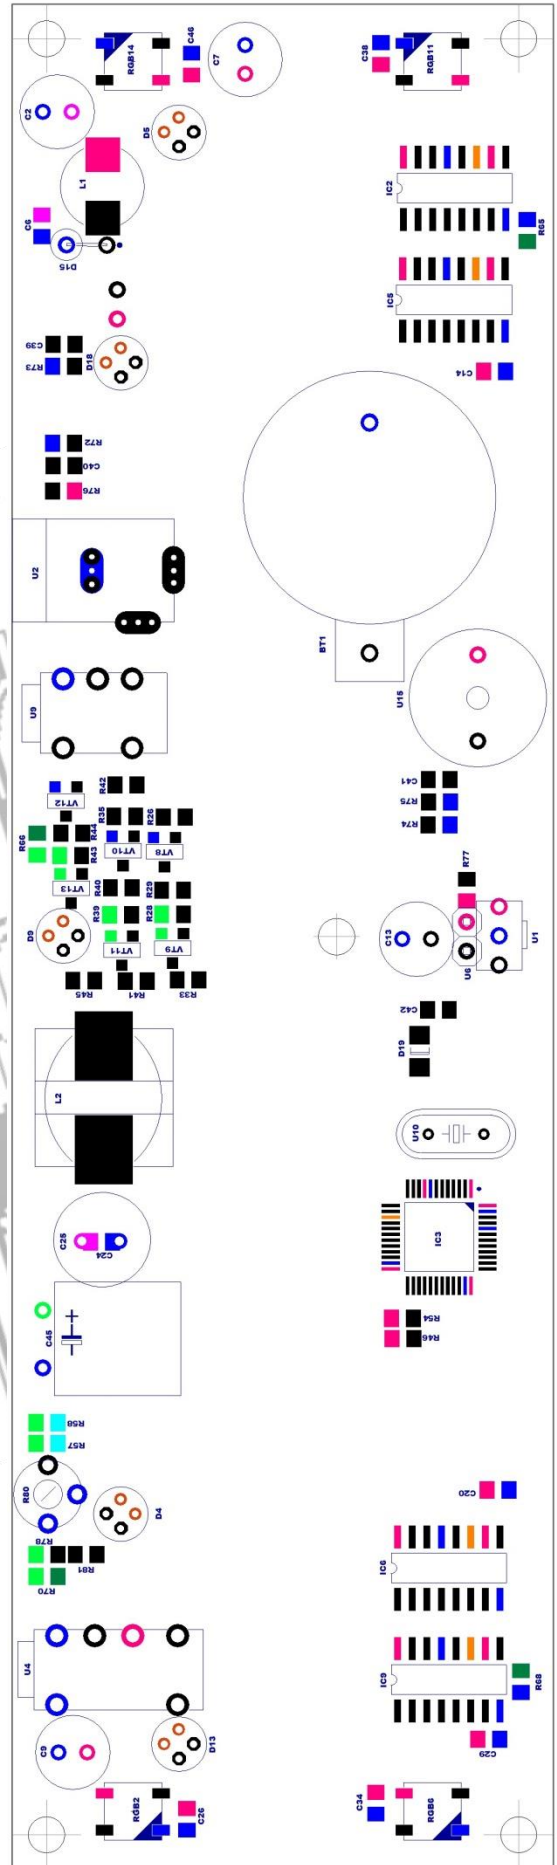 C46
C7
RGB14
C38
RGB11
C2
D5
L1
IC2
C6
R65
D15
IC5
C39
R73
D18
C14
R72
C40
R76
U2
BT1
U15
U9
C41
R75
R74
R42
VT12
R35
R26
R66
R44
VT10
VT8
R43
R77
VT13
R40
R29
R39
R28
D9
VT11
VT9
C13
U6
U1
R45
R41
R33
C42
D19
L2
U10
C25
C24
IC3
C45
R54
R46
R58
R57
R80
C20
D4
R78
R81
R70
IC6
U4
IC9
R68
C9
D13
C29
RGB2
C26
C34
RGB6